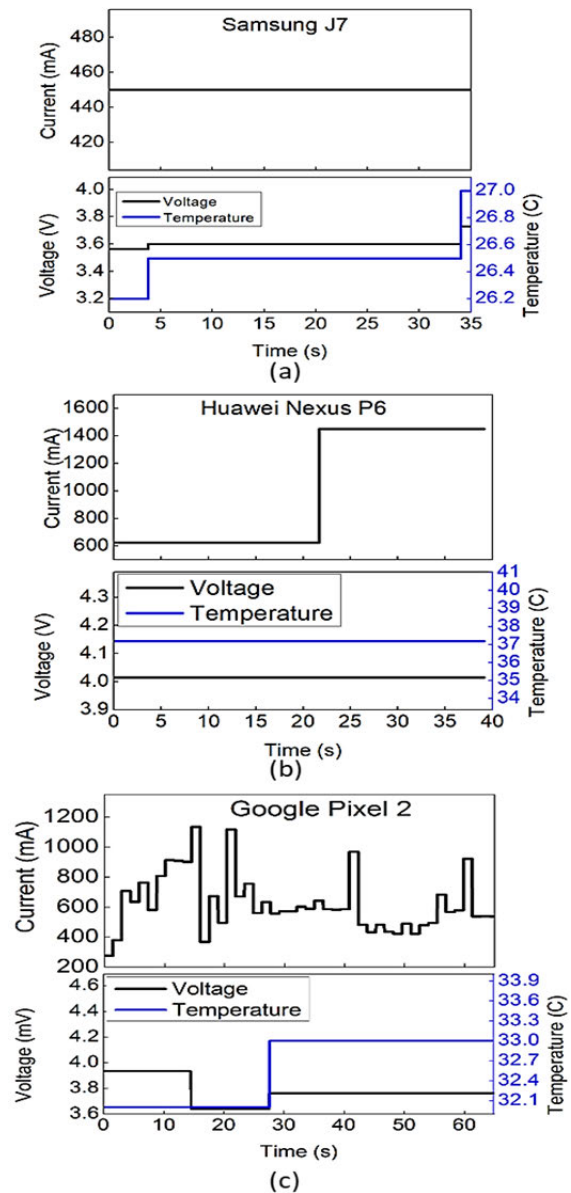 Samsung J7
480
460
440
420
Current (mA)
4.0
3.8
3.6
3.4
3.2
Voltage (V)
Voltage
Temperature
27.0
26.8
26.6
26.4
26.2
Temperature (C)
0 5 10 15 20 25 30 35
Time (s)
(a)
Huawei Nexus P6
1600
1400
1200
1000
800
600
Current (mA)
4.3
4.2
4.1
4.0
3.9
Voltage (V)
Voltage
Temperature
41
40
39
38
37
36
35
34
Temperature (C)
0 5 10 15 20 25 30 35 40
Time (s)
(b)
Google Pixel 2
1200
1000
800
600
400
200
Current (mA)
4.6
4.4
4.2
4.0
3.8
3.6
Voltage (mV)
Voltage
Temperature
33.9
33.6
33.3
33.0
32.7
32.4
32.1
Temperature (C)
0 10 20 30 40 50 60
Time (s)
(c)